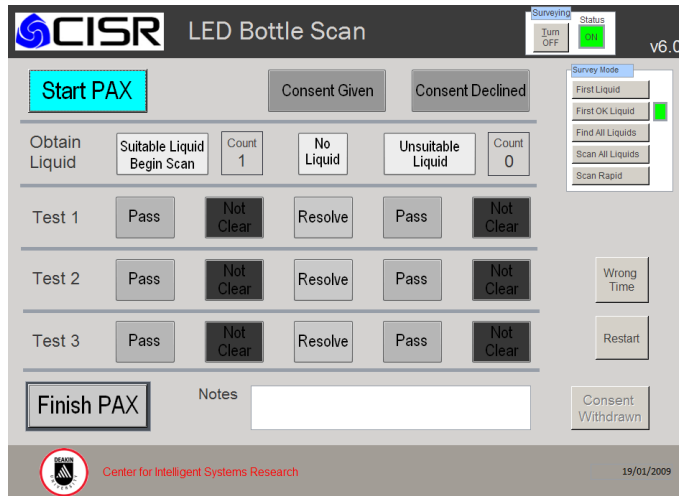 CISR
LED Bottle Scan
Surveying
Turn
OFF
Status
ON
v6.0
Start PAX
Consent Given
Consent Declined
Survey Mode
First Liquid
First OK Liquid
Find All Liquids
Scan All Liquids
Scan Rapid
Obtain
Liquid
Suitable Liquid
Begin Scan
Count
1
No
Liquid
Unsuitable
Liquid
Count
0
Test 1
Pass
Not
Clear
Resolve
Pass
Not
Clear
Test 2
Pass
Not
Clear
Resolve
Pass
Not
Clear
Wrong
Time
Test 3
Pass
Not
Clear
Resolve
Pass
Not
Clear
Restart
Finish PAX
Notes
Consent
Withdrawn
DEAKIN
Center for Intelligent Systems Research
19/01/2009